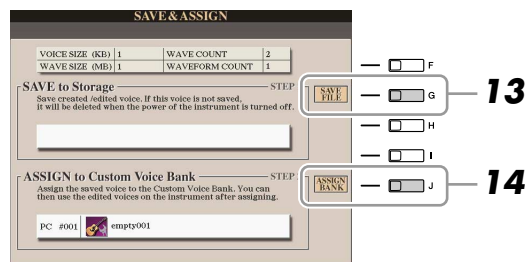 SAVE & ASSIGN
VOICE SIZE (KB) 1 WAVE COUNT 2
WAVE SIZE (MB) 1 WAVEFORM COUNT 1
SAVE to Storage STEP 1
Save created /edited voice. If this voice is not saved,
it will be deleted when the power of the instrument is turned off.
SAVE
FILE
ASSIGN to Custom Voice Bank STEP
Assign the saved voice to the Custom Voice Bank. You can
then use the edited voices on the instrument after assigning.
ASSIGN
BANK
PC #001 empty001
F
G
H
I
J
13
14